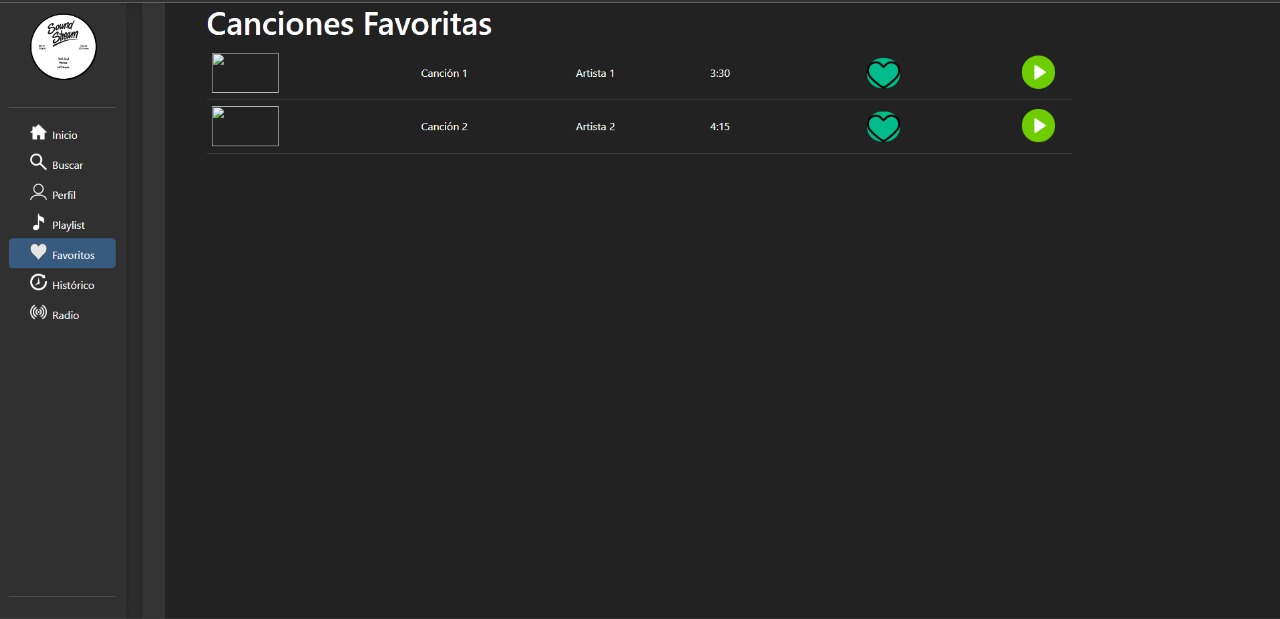 Sound
Stream
Canciones Favoritas
Canción 1 Artista 1 3:30
Canción 2 Artista 2 4:15
Inicio
Buscar
Perfil
Playlist
Favoritos
Histórico
Radio